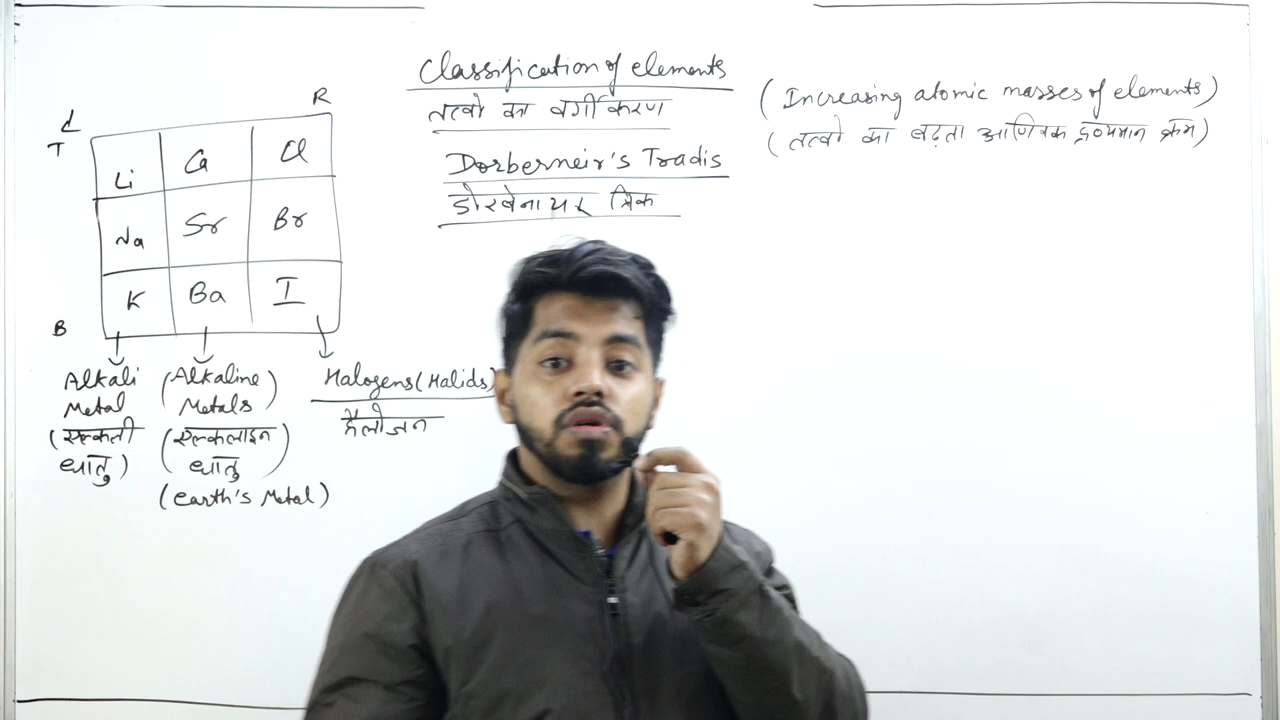 Classification of elements
तत्वो का वर्गीकरण
Dorberneir's Tradis
डोरबेनायर त्रिक
(Increasing atomic masses of elements)
(तत्वो का बढ़ता आणविक द्रव्यमान क्रम)
L R
T
Li Ca Cl
Na Sr Br
K Ba I
B
Alkali
Metal
(एल्कली
धातु)
(Alkaline
Metals)
(एल्कलाइन
धातु)
(earth's Metal)
Halogens (Halids)
हैलोजन